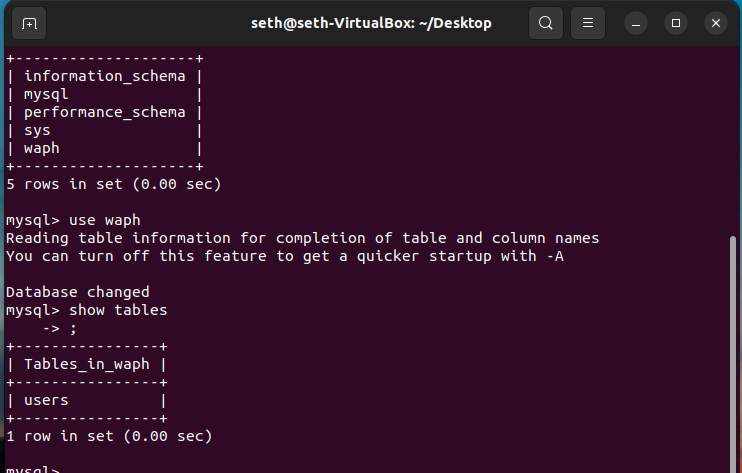 seth@seth-VirtualBox: ~/Desktop
+--------------------+
| information_schema |
| mysql              |
| performance_schema |
| sys                |
| waph               |
+--------------------+
5 rows in set (0.00 sec)
mysql> use waph
Reading table information for completion of table and column names
You can turn off this feature to get a quicker startup with -A
Database changed
mysql> show tables
    -> ;
+----------------+
| Tables_in_waph |
+----------------+
| users          |
+----------------+
1 row in set (0.00 sec)
mysql>